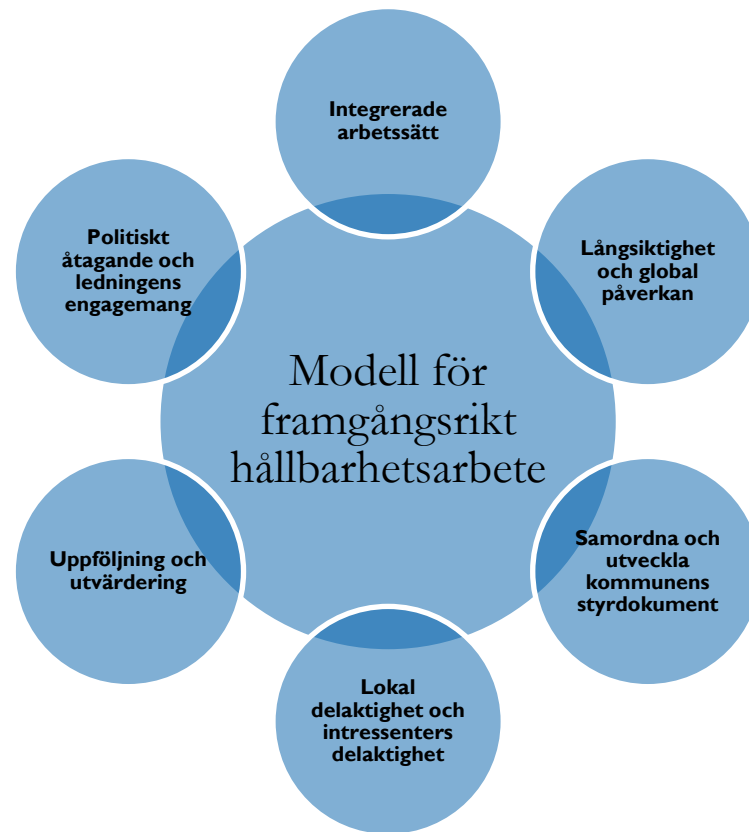 Integrerade
arbetssätt
Politiskt
åtagande och
ledningens
engagemang
Långsiktighet
och global
påverkan
Modell för
framgångsrikt
hållbarhetsarbete
Uppföljning och
utvärdering
Samordna och
utveckla
kommunens
styrdokument
Lokal
delaktighet och
intressenters
delaktighet